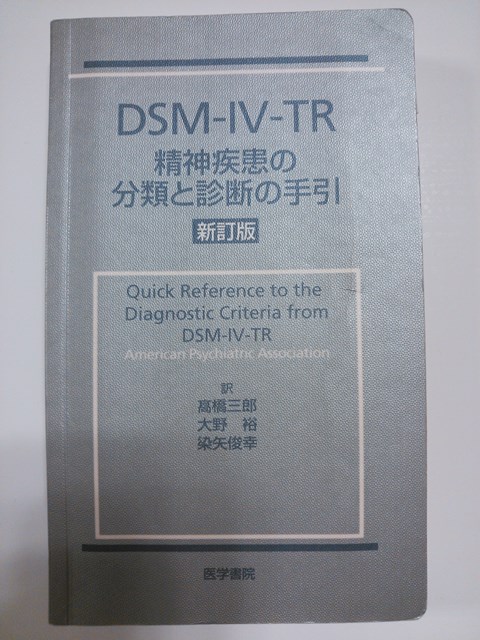 DSM-IV-TR
精神疾患の
分類と診断の手引
新訂版
Quick Reference to the
Diagnostic Criteria from
DSM-IV-TR
American Psychiatric Association
訳
髙橋三郎
大野　裕
染矢俊幸
医学書院